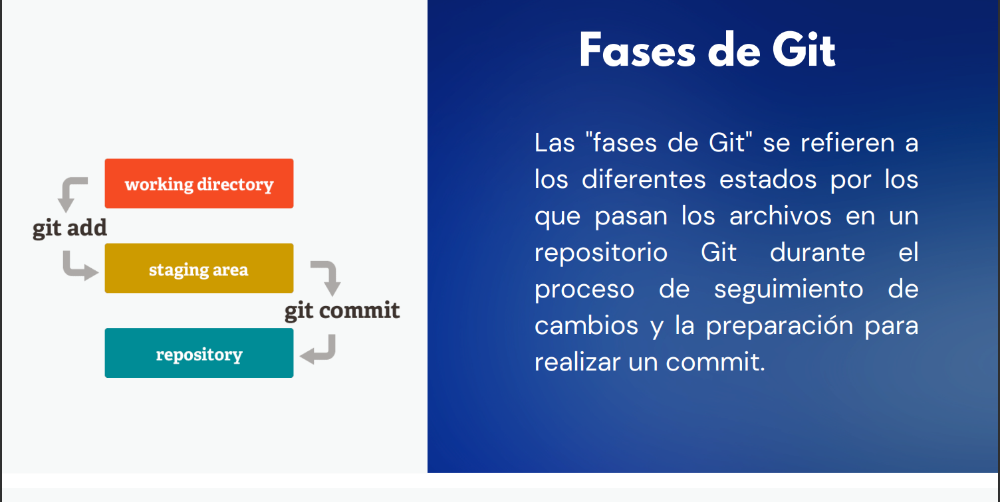 Fases de Git
working directory
git add
staging area
git commit
repository
Las "fases de Git" se refieren a
los diferentes estados por los
que pasan los archivos en un
repositorio Git durante el
proceso de seguimiento de
cambios y la preparación para
realizar un commit.